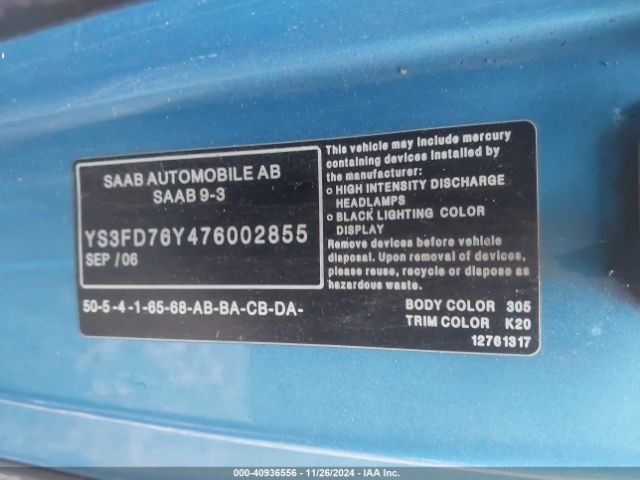 SAAB AUTOMOBILE AB
SAAB 9-3
YS3FD76Y476002855
SEP /06
This vehicle may include mercury
containing devices installed by
the manufacturer:
o HIGH INTENSITY DISCHARGE
HEADLAMPS
o BLACK LIGHTING COLOR
DISPLAY
Remove devices before vehicle
disposal. Upon removal of devices,
please reuse, recycle or dispose as
hazardous waste.
50-5-4-1-65-68-AB-BA-CB-DA-
BODY COLOR 305
TRIM COLOR K20
12761317
000-40936556 - 11/26/2024 - IAA Inc.